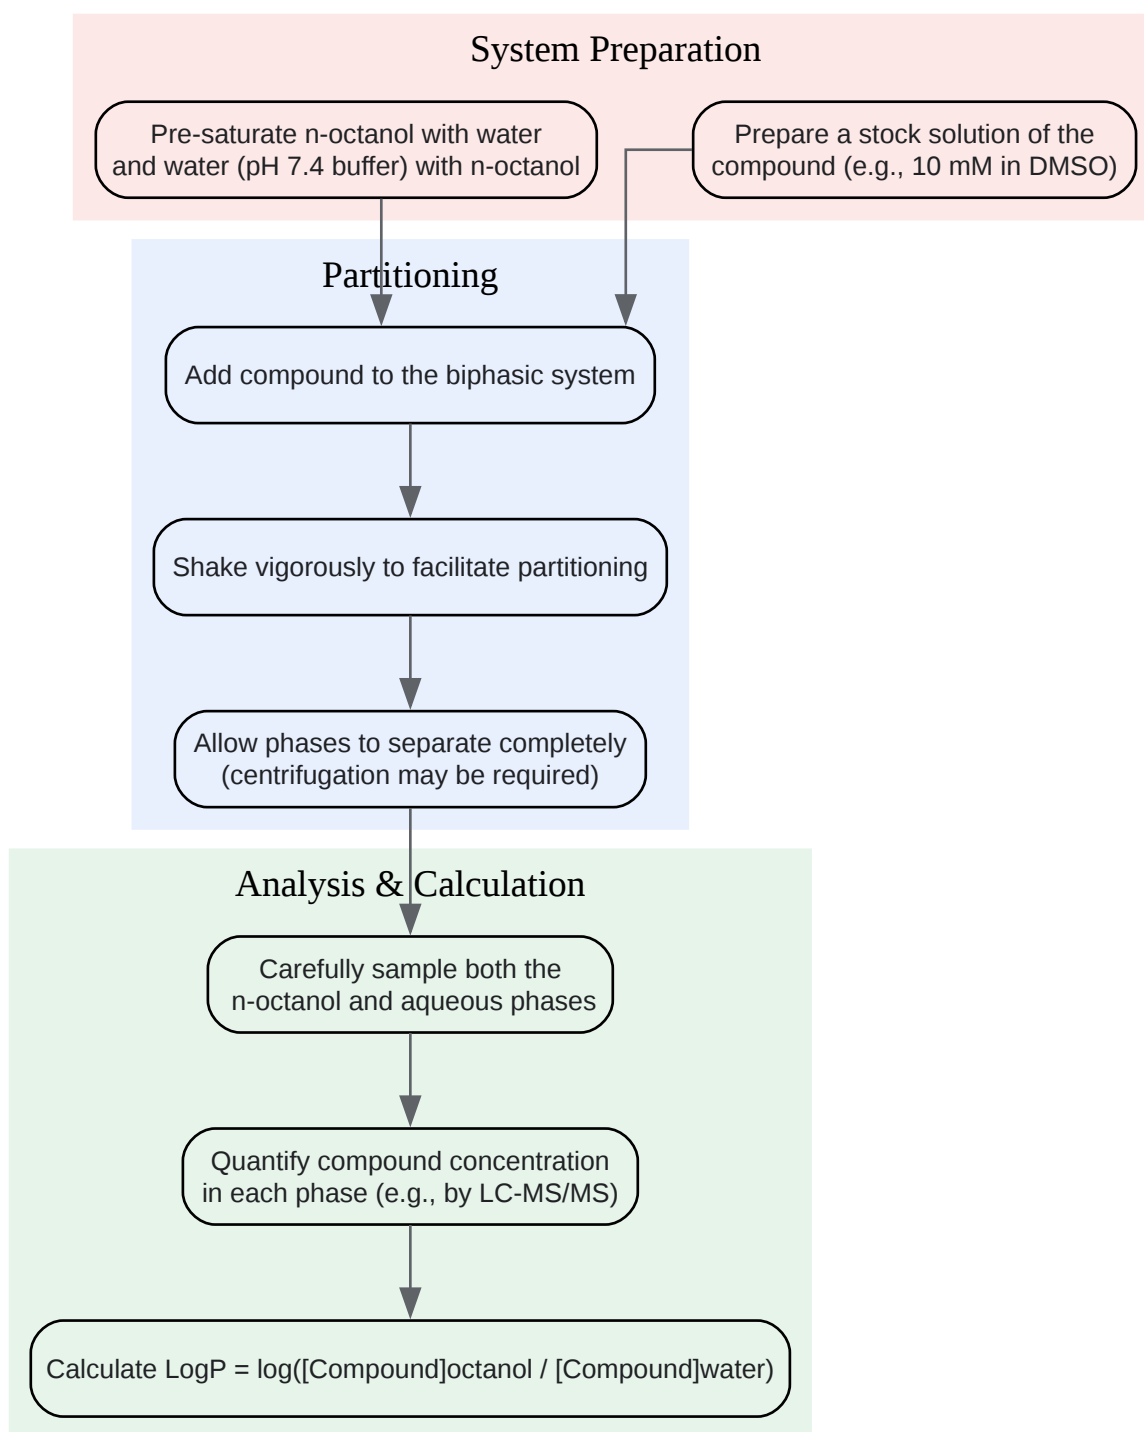 System Preparation
Pre-saturate n-octanol with water
and water (pH 7.4 buffer) with n-octanol
Prepare a stock solution of the
compound (e.g., 10 mM in DMSO)
Partitioning
Add compound to the biphasic system
Shake vigorously to facilitate partitioning
Allow phases to separate completely
(centrifugation may be required)
Analysis & Calculation
Carefully sample both the
n-octanol and aqueous phases
Quantify compound concentration
in each phase (e.g., by LC-MS/MS)
Calculate LogP = log([Compound]octanol / [Compound]water)